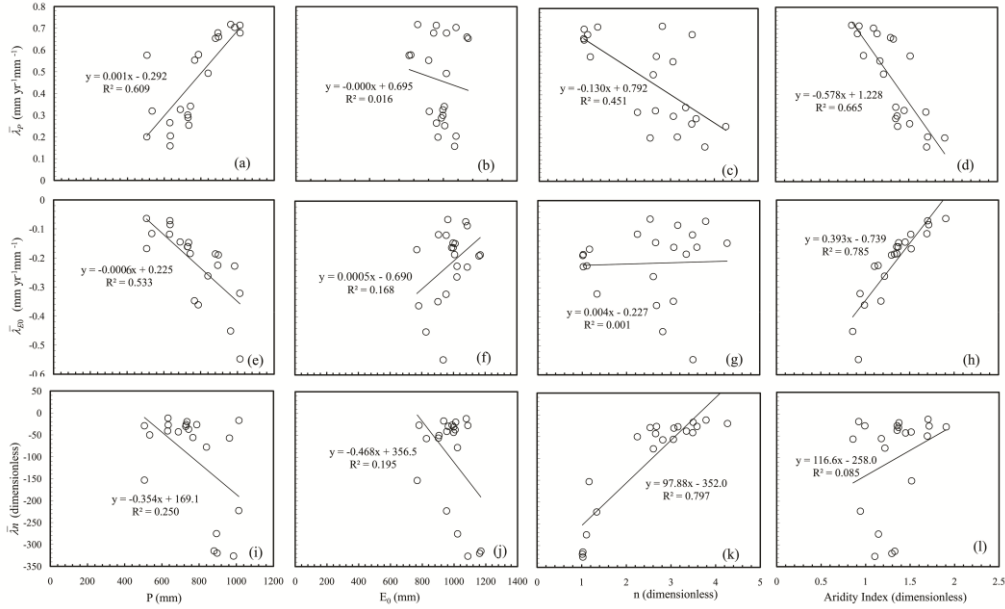 0.8
0.7
0.6
0.5
0.4
0.3
0.2
0.1
0
λ̄P (mm yr⁻¹mm⁻¹)
y = 0.001x - 0.292
R² = 0.609
(a)
y = -0.000x + 0.695
R² = 0.016
(b)
y = -0.130x + 0.792
R² = 0.451
(c)
y = -0.578x + 1.228
R² = 0.665
(d)
0
-0.1
-0.2
-0.3
-0.4
-0.5
-0.6
λ̄E0 (mm yr⁻¹mm⁻¹)
y = -0.0006x + 0.225
R² = 0.533
(e)
y = 0.0005x - 0.690
R² = 0.168
(f)
y = 0.004x - 0.227
R² = 0.001
(g)
y = 0.393x - 0.739
R² = 0.785
(h)
50
0
-50
-100
-150
-200
-250
-300
-350
λ̄n (dimensionless)
y = -0.354x + 169.1
R² = 0.250
(i)
y = -0.468x + 356.5
R² = 0.195
(j)
y = 97.88x - 352.0
R² = 0.797
(k)
y = 116.6x - 258.0
R² = 0.085
(l)
0 200 400 600 800 1000 1200
P (mm)
0 200 400 600 800 1000 1200 1400
E₀ (mm)
0 1 2 3 4 5
n (dimensionless)
0 0.5 1 1.5 2 2.5
Aridity Index (dimensionless)